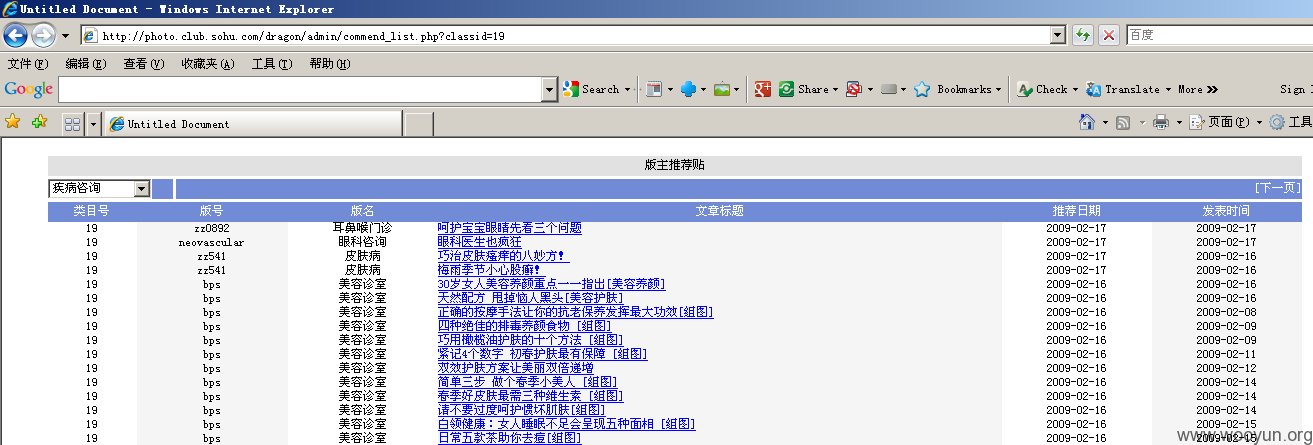 Untitled Document - Windows Internet Explorer
http://photo.club.sohu.com/dragon/admin/commend_list.php?classid=19 百度
文件(F) 编辑(E) 查看(V) 收藏夹(A) 工具(T) 帮助(H)
Google Search Share Bookmarks Check Translate More Sign
Untitled Document 页面(P) 工具
版主推荐贴
疾病咨询 [下一页]
类目号 版号 版名 文章标题 推荐日期 发表时间
19 zz0892 耳鼻喉门诊 呵护宝宝眼睛先看三个问题 2009-02-17 2009-02-17
19 neovascular 眼科咨询 眼科医生也疯狂 2009-02-17 2009-02-17
19 zz541 皮肤病 巧治皮肤瘙痒的八妙方! 2009-02-17 2009-02-16
19 zz541 皮肤病 梅雨季节小心股癣! 2009-02-17 2009-02-16
19 bps 美容诊室 30岁女人美容养颜重点一一指出[美容养颜] 2009-02-16 2009-02-16
19 bps 美容诊室 天然配方 甩掉恼人黑头[美容护肤] 2009-02-16 2009-02-16
19 bps 美容诊室 正确的按摩手法让你的抗老保养发挥最大功效[组图] 2009-02-16 2009-02-08
19 bps 美容诊室 四种绝佳的排毒养颜食物 [组图] 2009-02-16 2009-02-09
19 bps 美容诊室 巧用橄榄油护肤的十个方法 [组图] 2009-02-16 2009-02-09
19 bps 美容诊室 紧记4个数字 初春护肤最有保障 [组图] 2009-02-16 2009-02-11
19 bps 美容诊室 双效护肤方案让美丽双倍递增 2009-02-16 2009-02-12
19 bps 美容诊室 简单三步 做个春季小美人 [组图] 2009-02-16 2009-02-14
19 bps 美容诊室 春季好皮肤最需三种维生素 [组图] 2009-02-16 2009-02-14
19 bps 美容诊室 请不要过度呵护惯坏肌肤[组图] 2009-02-16 2009-02-14
19 bps 美容诊室 白领健康:女人睡眠不足会呈现五种面相 [组图] 2009-02-16 2009-02-15
19 bps 美容诊室 日常五款茶助你去痘[组图] 2009-02-16
www.wooyun.org